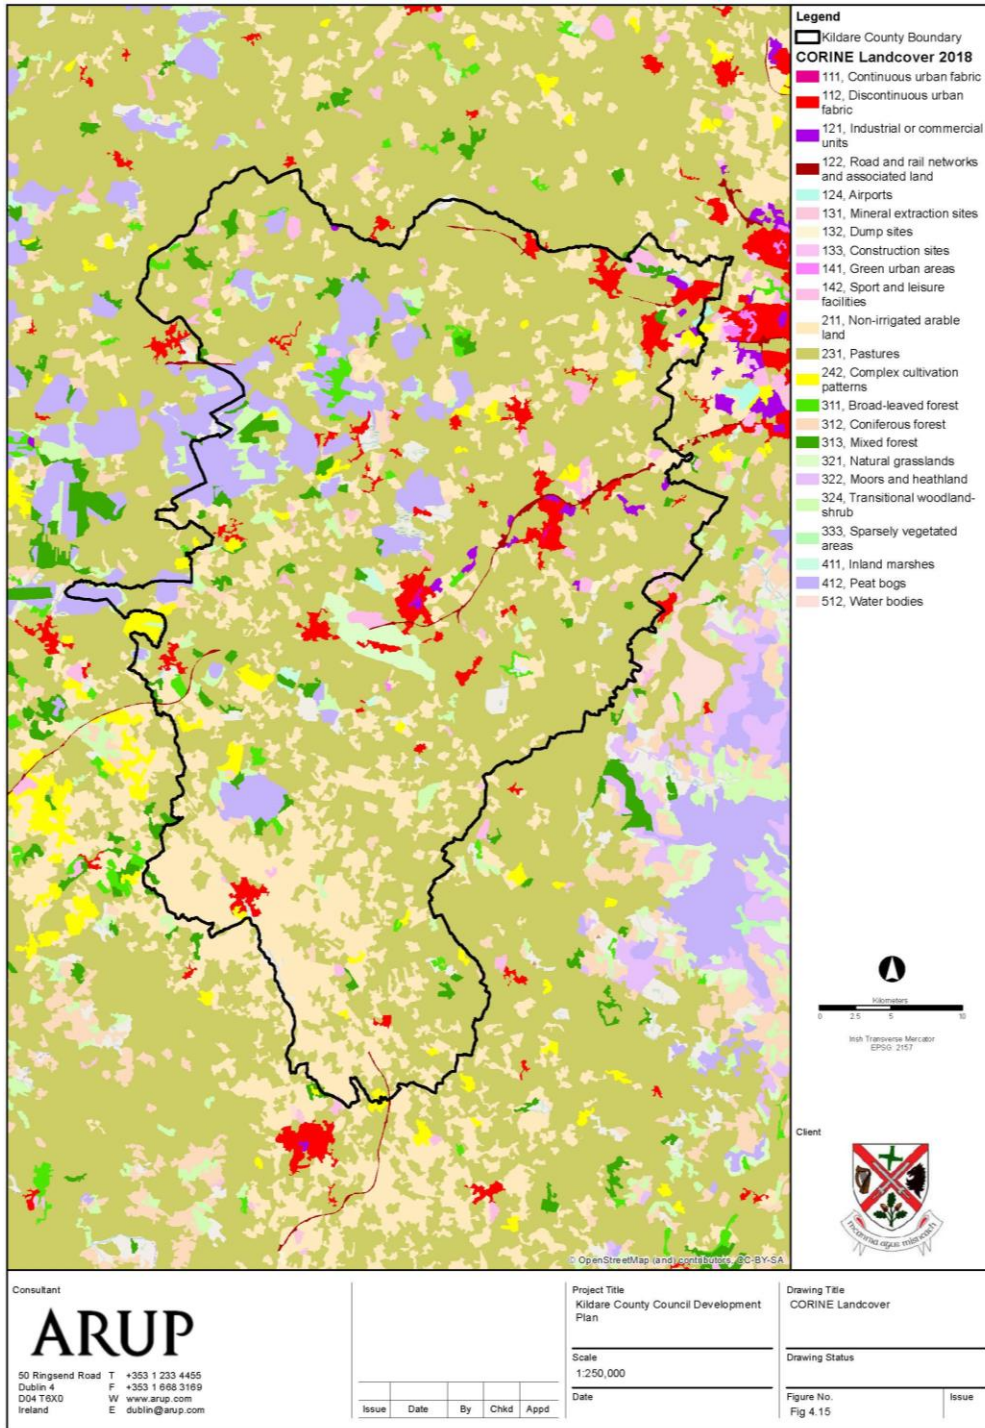 Legend
Kildare County Boundary
CORINE Landcover 2018
111, Continuous urban fabric
112, Discontinuous urban
fabric
121, Industrial or commercial
units
122, Road and rail networks
and associated land
124, Airports
131, Mineral extraction sites
132, Dump sites
133, Construction sites
141, Green urban areas
142, Sport and leisure
facilities
211, Non-irrigated arable
land
231, Pastures
242, Complex cultivation
patterns
311, Broad-leaved forest
312, Coniferous forest
313, Mixed forest
321, Natural grasslands
322, Moors and heathland
324, Transitional woodland-
shrub
333, Sparsely vegetated
areas
411, Inland marshes
412, Peat bogs
512, Water bodies
Kilometers
0 2.5 5 10
Irish Transverse Mercator
EPSG: 2157
Client
meanma agus misneach
© OpenStreetMap (and) contributors, CC-BY-SA
Consultant
ARUP
50 Ringsend Road T +353 1 233 4455
Dublin 4 F +353 1 668 3169
D04 T6X0 W www.arup.com
Ireland E dublin@arup.com
Issue Date By Chkd Appd
Project Title
Kildare County Council Development
Plan
Scale
1:250,000
Date
Drawing Title
CORINE Landcover
Drawing Status
Figure No. Issue
Fig 4.15